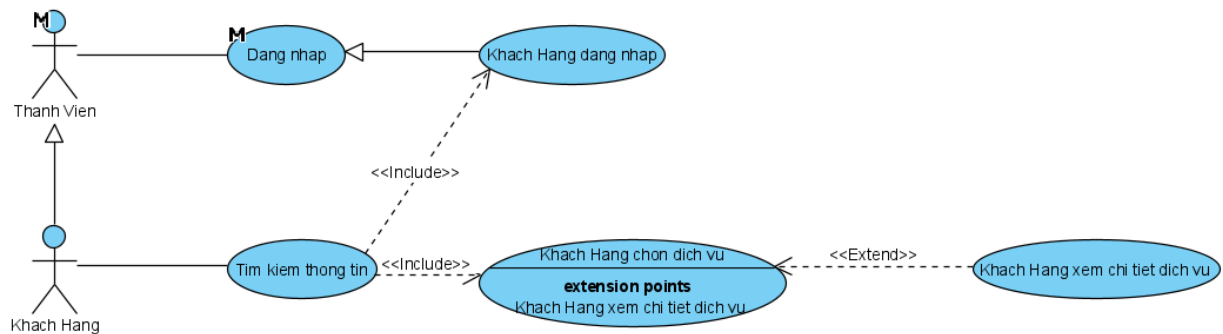 M
Thanh Vien
M
Dang nhap
Khach Hang dang nhap
<<Include>>
Khach Hang
Tim kiem thong tin
<<Include>>
Khach Hang chon dich vu
extension points
Khach Hang xem chi tiet dich vu
<<Extend>>
Khach Hang xem chi tiet dich vu